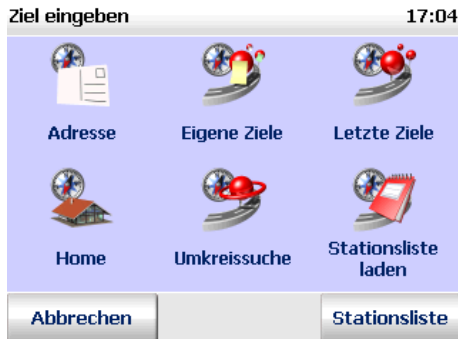 Ziel eingeben 17:04
Adresse Eigene Ziele Letzte Ziele
Home Umkreissuche Stationsliste
laden
Abbrechen Stationsliste